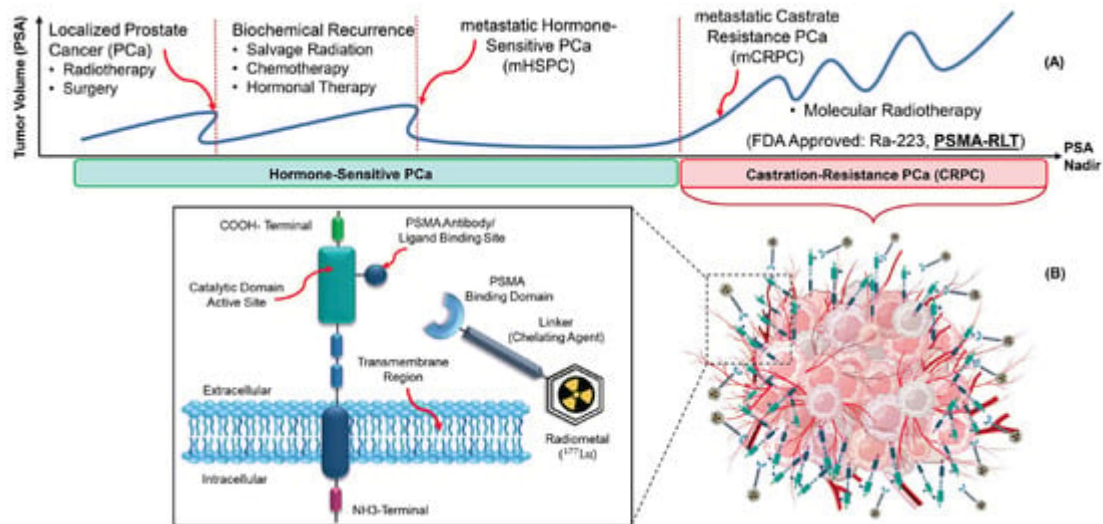 Tumor Volume (PSA)
Localized Prostate
Cancer (PCa)
• Radiotherapy
• Surgery
Biochemical Recurrence
• Salvage Radiation
• Chemotherapy
• Hormonal Therapy
metastatic Hormone-
Sensitive PCa
(mHSPC)
metastatic Castrate
Resistance PCa
(mCRPC)
(A)
• Molecular Radiotherapy
(FDA Approved: Ra-223, PSMA-RLT)
PSA
Nadir
Hormone-Sensitive PCa
Castration-Resistance PCa (CRPC)
COOH- Terminal
PSMA Antibody/
Ligand Binding Site
Catalytic Domain
Active Site
PSMA
Binding Domain
Linker
(Chelating Agent)
Transmembrane
Region
Extracellular
Intracellular
Radiometal
(¹⁷⁷Lu)
NH3-Terminal
(B)